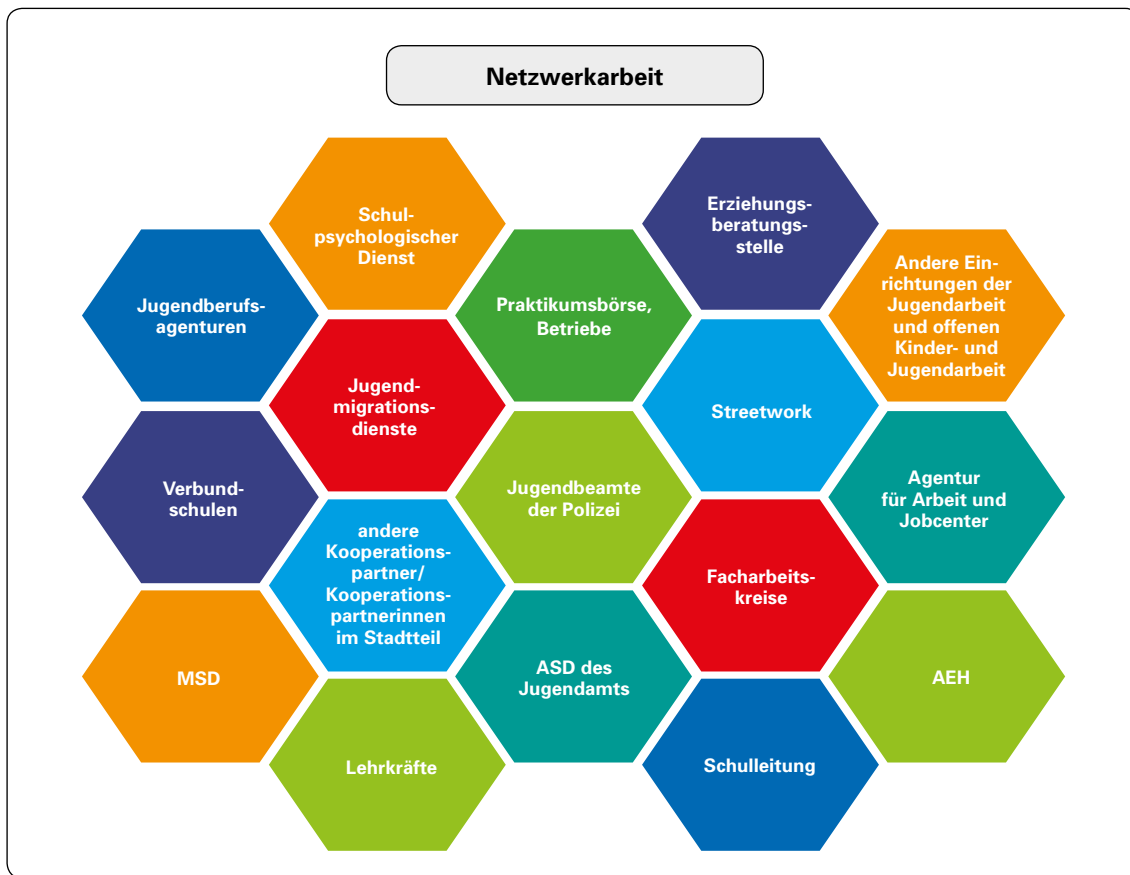 Netzwerkarbeit
Schul-
psychologischer
Dienst
Erziehungs-
beratungs-
stelle
Jugendberufs-
agenturen
Praktikumsbörse,
Betriebe
Andere Ein-
richtungen der
Jugendarbeit
und offenen
Kinder- und
Jugendarbeit
Jugend-
migrations-
dienste
Streetwork
Verbund-
schulen
Jugendbeamte
der Polizei
Agentur
für Arbeit und
Jobcenter
andere
Kooperations-
partner/
Kooperations-
partnerinnen
im Stadtteil
Facharbeits-
kreise
MSD
ASD des
Jugendamts
AEH
Lehrkräfte
Schulleitung